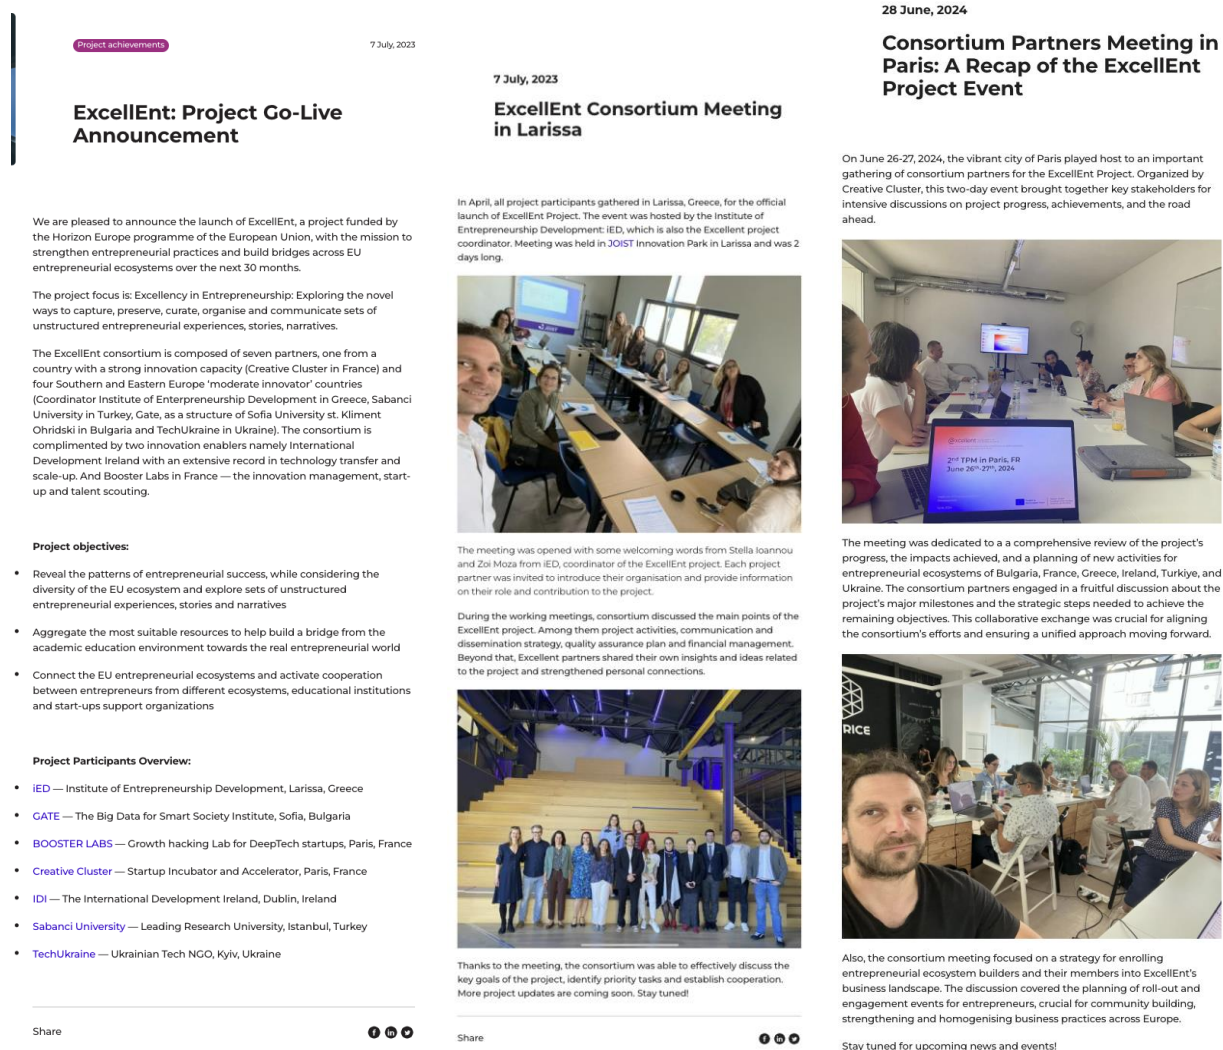 Project achievements
7 July, 2023
ExcellEnt: Project Go-Live
Announcement
We are pleased to announce the launch of ExcellEnt, a project funded by
the Horizon Europe programme of the European Union, with the mission to
strengthen entrepreneurial practices and build bridges across EU
entrepreneurial ecosystems over the next 30 months.
The project focus is: Excellency in Entrepreneurship: Exploring the novel
ways to capture, preserve, curate, organise and communicate sets of
unstructured entrepreneurial experiences, stories, narratives.
The ExcellEnt consortium is composed of seven partners, one from a
country with a strong innovation capacity (Creative Cluster in France) and
four Southern and Eastern Europe ‘moderate innovator’ countries
(Coordinator Institute of Enterpreneurship Development in Greece, Sabanci
University in Turkey, Gate, as a structure of Sofia University st. Kliment
Ohridski in Bulgaria and TechUkraine in Ukraine). The consortium is
complimented by two innovation enablers namely International
Development Ireland with an extensive record in technology transfer and
scale-up. And Booster Labs in France — the innovation management, start-
up and talent scouting.
Project objectives:
• Reveal the patterns of entrepreneurial success, while considering the
diversity of the EU ecosystem and explore sets of unstructured
entrepreneurial experiences, stories and narratives
• Aggregate the most suitable resources to help build a bridge from the
academic education environment towards the real entrepreneurial world
• Connect the EU entrepreneurial ecosystems and activate cooperation
between entrepreneurs from different ecosystems, educational institutions
and start-ups support organizations
Project Participants Overview:
• iED — Institute of Entrepreneurship Development, Larissa, Greece
• GATE — The Big Data for Smart Society Institute, Sofia, Bulgaria
• BOOSTER LABS — Growth hacking Lab for DeepTech startups, Paris, France
• Creative Cluster — Startup Incubator and Accelerator, Paris, France
• IDI — The International Development Ireland, Dublin, Ireland
• Sabanci University — Leading Research University, Istanbul, Turkey
• TechUkraine — Ukrainian Tech NGO, Kyiv, Ukraine
Share
7 July, 2023
ExcellEnt Consortium Meeting
in Larissa
In April, all project participants gathered in Larissa, Greece, for the official
launch of ExcellEnt Project. The event was hosted by the Institute of
Entrepreneurship Development: iED, which is also the Excellent project
coordinator. Meeting was held in JOIST Innovation Park in Larissa and was 2
days long.
JOIST
The meeting was opened with some welcoming words from Stella Ioannou
and Zoi Moza from iED, coordinator of the ExcellEnt project. Each project
partner was invited to introduce their organisation and provide information
on their role and contribution to the project.
During the working meetings, consortium discussed the main points of the
ExcellEnt project. Among them project activities, communication and
dissemination strategy, quality assurance plan and financial management.
Beyond that, Excellent partners shared their own insights and ideas related
to the project and strengthened personal connections.
Thanks to the meeting, the consortium was able to effectively discuss the
key goals of the project, identify priority tasks and establish cooperation.
More project updates are coming soon. Stay tuned!
Share
28 June, 2024
Consortium Partners Meeting in
Paris: A Recap of the ExcellEnt
Project Event
On June 26-27, 2024, the vibrant city of Paris played host to an important
gathering of consortium partners for the ExcellEnt Project. Organized by
Creative Cluster, this two-day event brought together key stakeholders for
intensive discussions on project progress, achievements, and the road
ahead.
2nd TPM in Paris, FR
June 26th-27th, 2024
The meeting was dedicated to a a comprehensive review of the project’s
progress, the impacts achieved, and a planning of new activities for
entrepreneurial ecosystems of Bulgaria, France, Greece, Ireland, Turkiye, and
Ukraine. The consortium partners engaged in a fruitful discussion about the
project’s major milestones and the strategic steps needed to achieve the
remaining objectives. This collaborative exchange was crucial for aligning
the consortium’s efforts and ensuring a unified approach moving forward.
RICE
Also, the consortium meeting focused on a strategy for enrolling
entrepreneurial ecosystem builders and their members into ExcellEnt’s
business landscape. The discussion covered the planning of roll-out and
engagement events for entrepreneurs, crucial for community building,
strengthening and homogenising business practices across Europe.
Stay tuned for upcoming news and events!